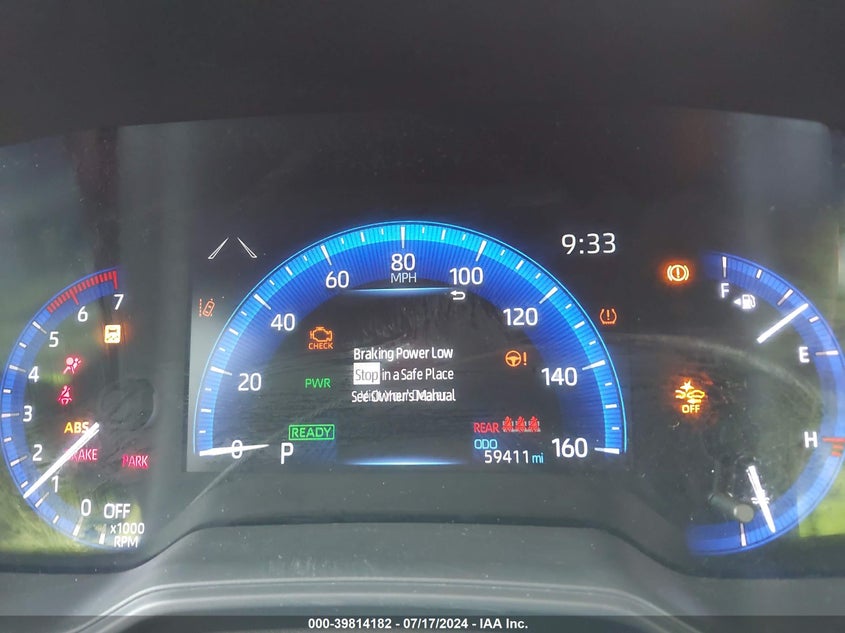 9:33
80
MPH
60
100
40
120
20
140
0
160
7
6
5
4
3
2
1
0
OFF
x1000
RPM
ABS
PARK
CHECK
PWR
READY
Braking Power Low
Stop in a Safe Place
See Owner's Manual
P
REAR
ODO
59411 mi
F
E
OFF
H
000-39814182 - 07/17/2024 - IAA Inc.